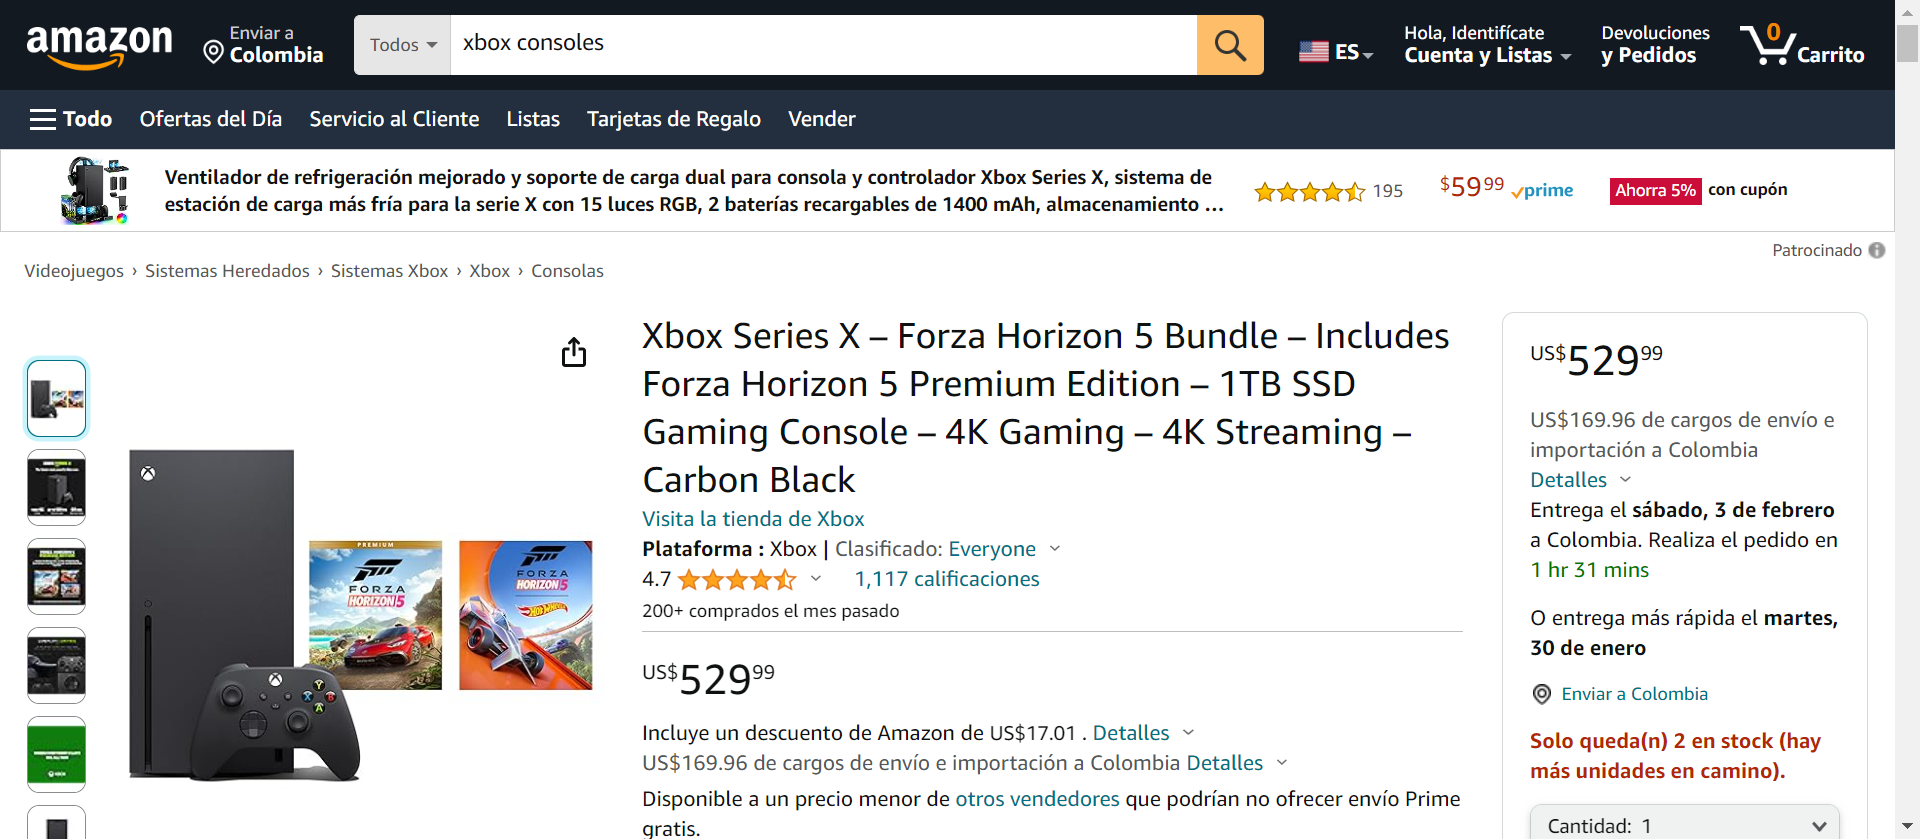 amazon
Enviar a
Colombia
Todos
xbox consoles
ES
Hola, Identifícate
Cuenta y Listas
Devoluciones
y Pedidos
0
Carrito
Todo
Ofertas del Día
Servicio al Cliente
Listas
Tarjetas de Regalo
Vender
Ventilador de refrigeración mejorado y soporte de carga dual para consola y controlador Xbox Series X, sistema de
estación de carga más fría para la serie X con 15 luces RGB, 2 baterías recargables de 1400 mAh, almacenamiento ...
195
$59 99
prime
Ahorra 5% con cupón
Patrocinado
Videojuegos › Sistemas Heredados › Sistemas Xbox › Xbox › Consolas
Xbox Series X – Forza Horizon 5 Bundle – Includes
Forza Horizon 5 Premium Edition – 1TB SSD
Gaming Console – 4K Gaming – 4K Streaming –
Carbon Black
Visita la tienda de Xbox
Plataforma : Xbox | Clasificado: Everyone
4.7
1,117 calificaciones
200+ comprados el mes pasado
US$529 99
Incluye un descuento de Amazon de US$17.01 . Detalles
US$169.96 de cargos de envío e importación a Colombia Detalles
Disponible a un precio menor de otros vendedores que podrían no ofrecer envío Prime
gratis.
PREMIUM
FORZA
HORIZON 5
FORZA
HORIZON 5
HOT WHEELS
Y
X
B
A
US$529 99
US$169.96 de cargos de envío e
importación a Colombia
Detalles
Entrega el sábado, 3 de febrero
a Colombia. Realiza el pedido en
1 hr 31 mins
O entrega más rápida el martes,
30 de enero
Enviar a Colombia
Solo queda(n) 2 en stock (hay
más unidades en camino).
Cantidad: 1